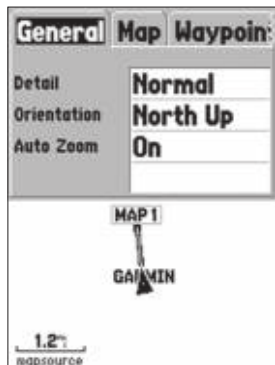 General Map Waypoin
Detail Normal
Orientation North Up
Auto Zoom On
MAP 1
GARMIN
1.2
mapsource